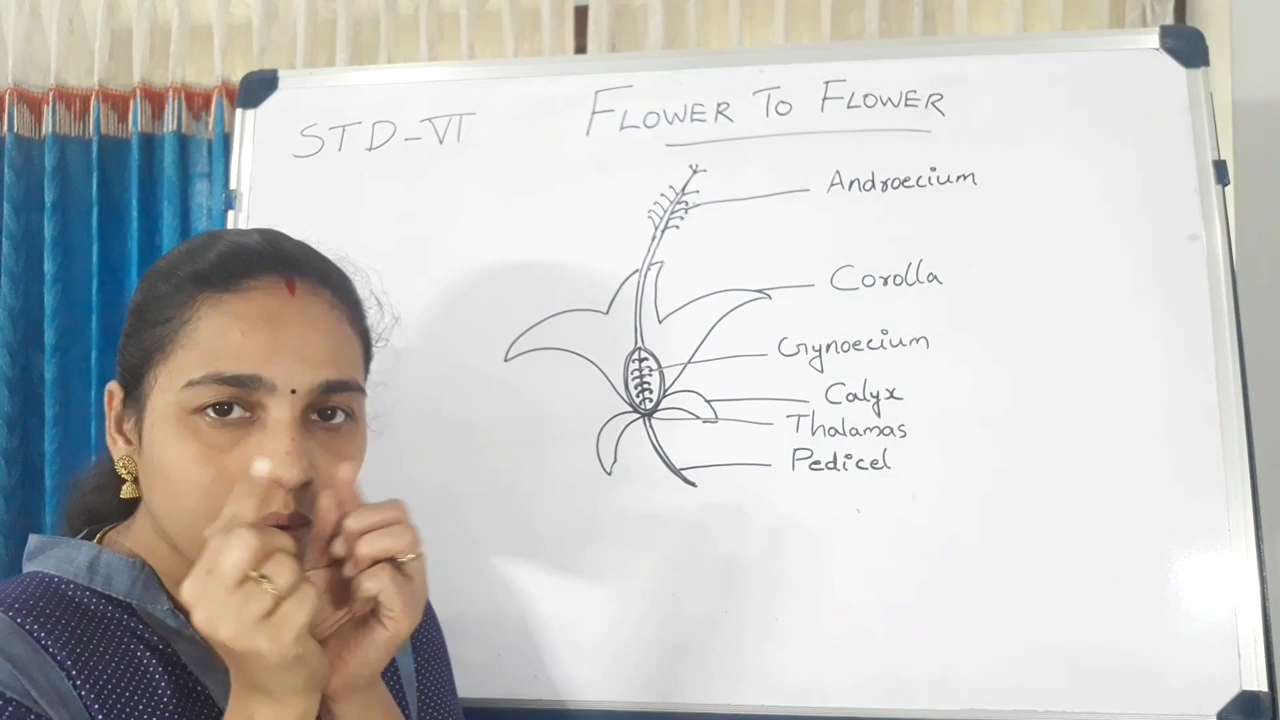 STD-VI
FLOWER TO FLOWER
Androecium
Corolla
Gynoecium
Calyx
Thalamas
Pedicel